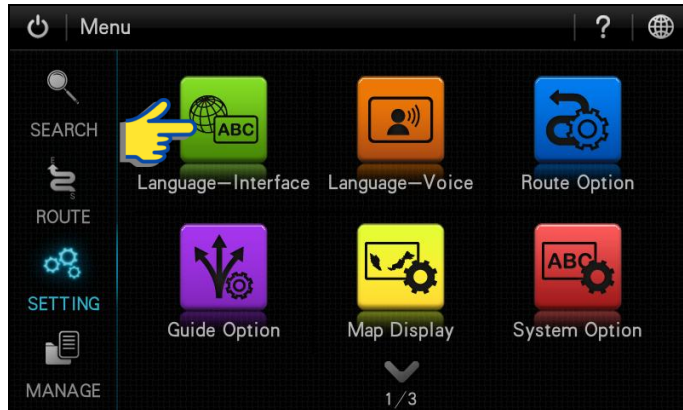 Menu
?
SEARCH
ROUTE
SETTING
MANAGE
ABC
Language—Interface
Language—Voice
Route Option
Guide Option
Map Display
ABC
System Option
1/3